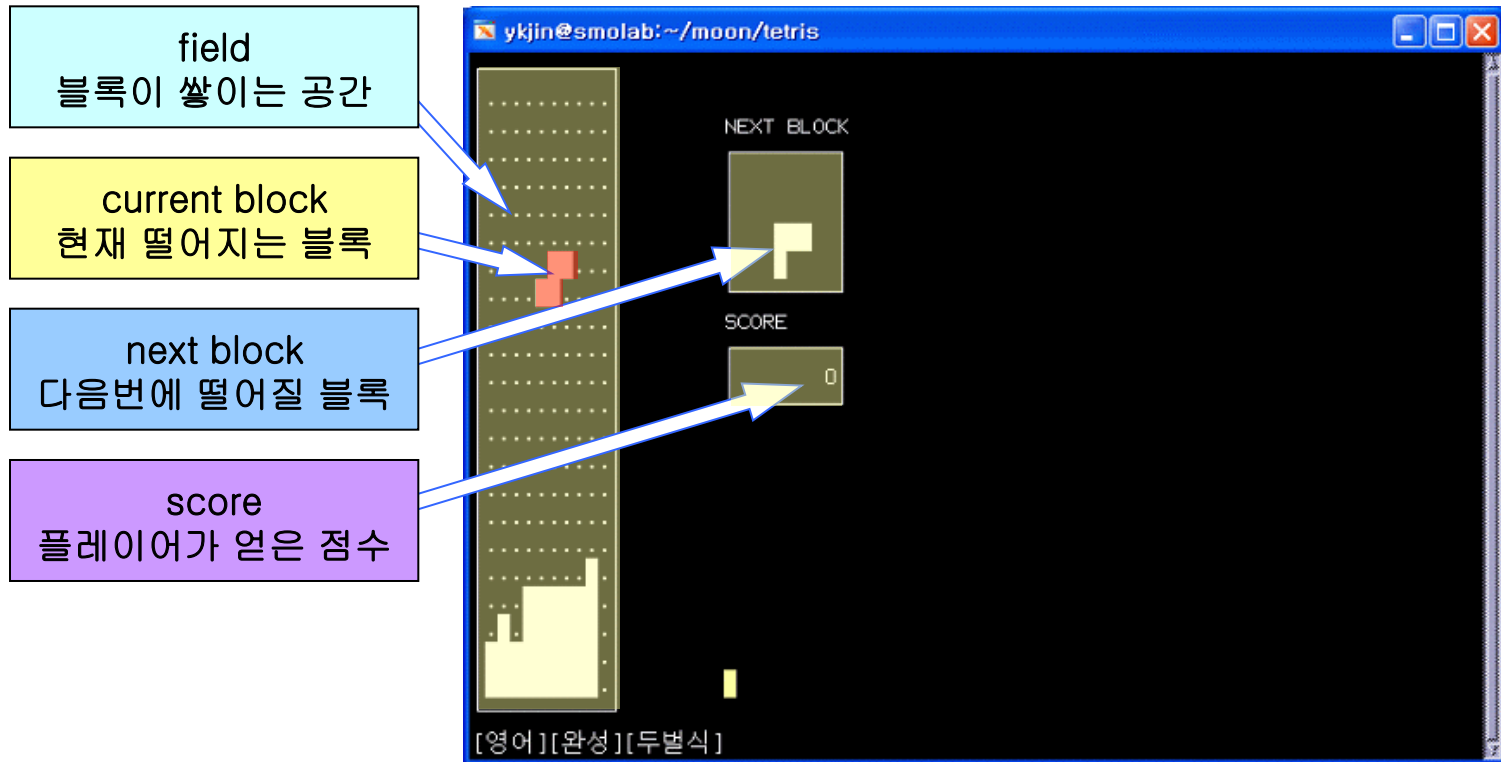 field
블록이 쌓이는 공간
current block
현재 떨어지는 블록
next block
다음번에 떨어질 블록
score
플레이어가 얻은 점수
ykjin@smolab:~/moon/tetris
NEXT BLOCK
SCORE
0
[영어][완성][두벌식]